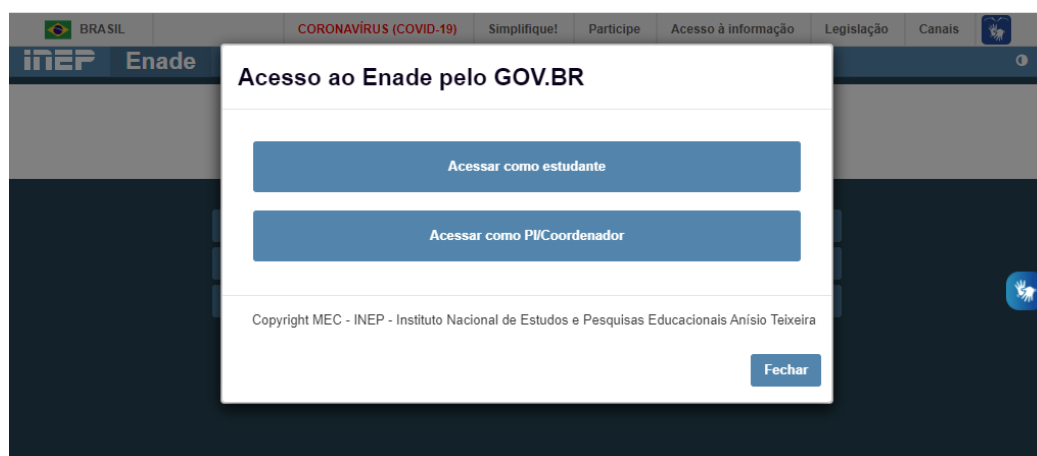 BRASIL CORONAVÍRUS (COVID-19) Simplifique! Participe Acesso à informação Legislação Canais
inep Enade
Acesso ao Enade pelo GOV.BR
Acessar como estudante
Acessar como PI/Coordenador
Copyright MEC - INEP - Instituto Nacional de Estudos e Pesquisas Educacionais Anísio Teixeira
Fechar